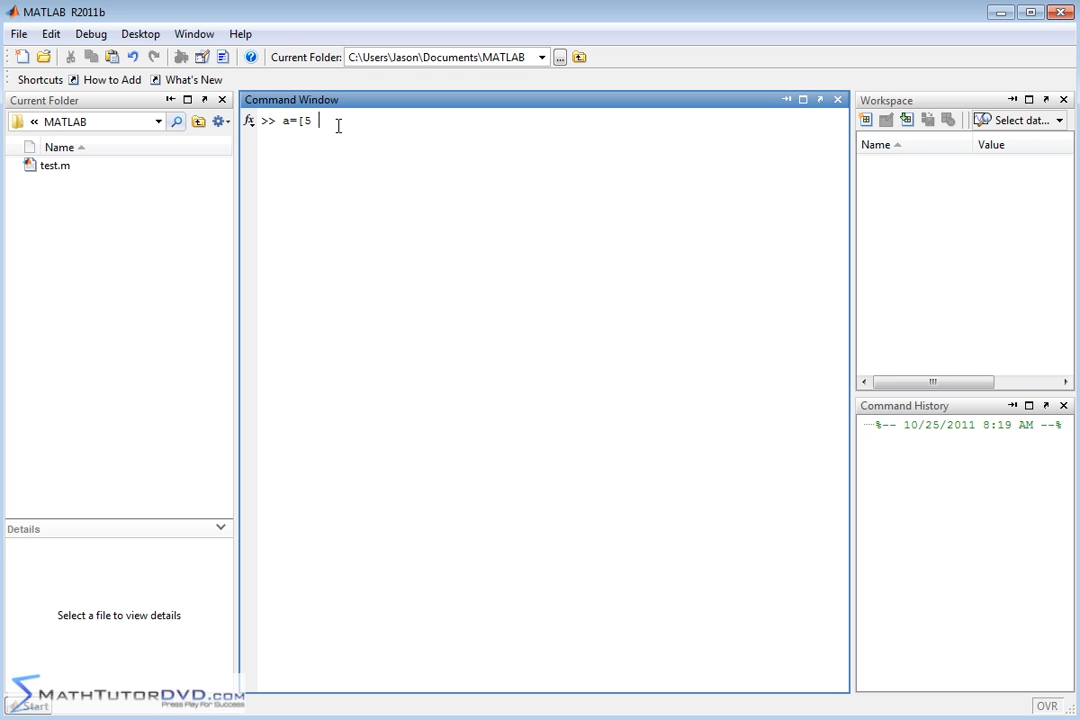 MATLAB R2011b
File Edit Debug Desktop Window Help
Current Folder: C:\Users\Jason\Documents\MATLAB ...
Shortcuts How to Add What's New
Current Folder
« MATLAB
Name
test.m
Details
Select a file to view details
Command Window
fx >> a=[5
Workspace
Select dat...
Name Value
Command History
%-- 10/25/2011 8:19 AM --%
MATHTUTORDVD.COM
Press Play For Success
Start
OVR